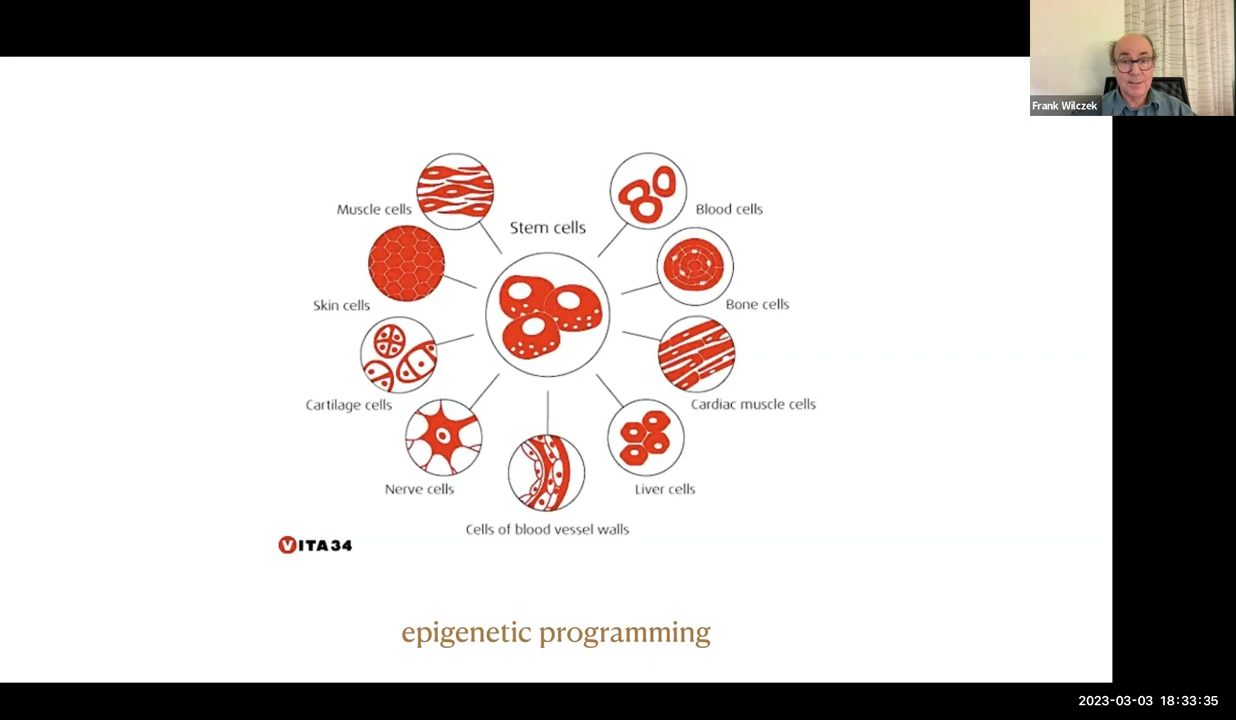 Frank Wilczek
Muscle cells
Stem cells
Blood cells
Skin cells
Bone cells
Cartilage cells
Cardiac muscle cells
Nerve cells
Liver cells
Cells of blood vessel walls
VITA34
epigenetic programming
2023-03-03 18:33:35